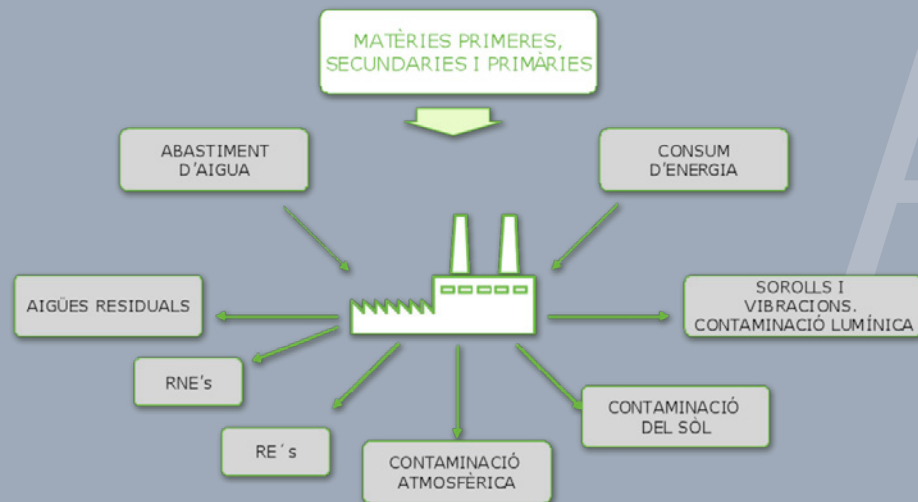 MATÈRIES PRIMERES,
SECUNDARIES I PRIMÀRIES
ABASTIMENT
D'AIGUA
CONSUM
D'ENERGIA
AIGÜES RESIDUALS
SOROLLS I
VIBRACIONS.
CONTAMINACIÓ LUMÍNICA
RNE's
CONTAMINACIÓ
DEL SÒL
RE´s
CONTAMINACIÓ
ATMOSFÈRICA